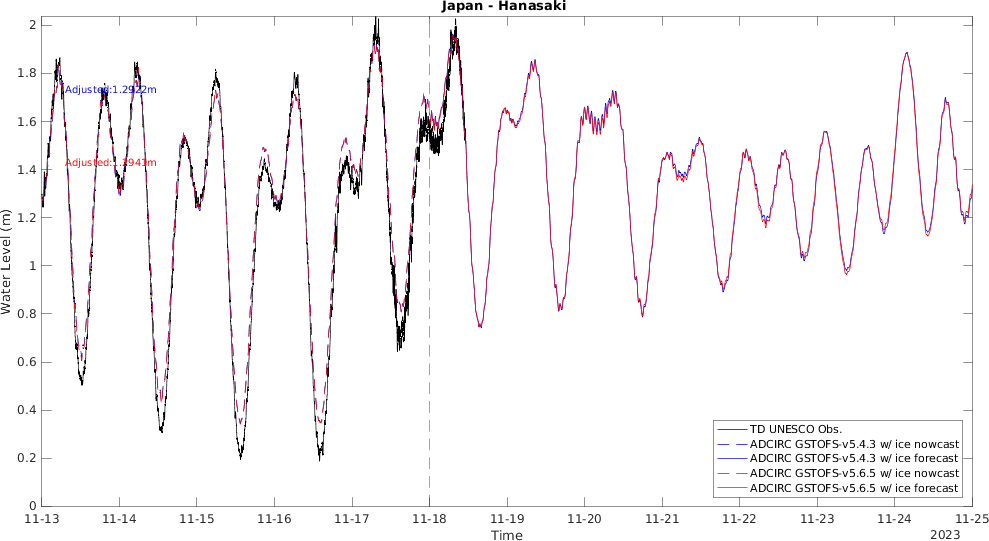 Japan - Hanasaki
2
1.8
1.6
1.4
1.2
1
0.8
0.6
0.4
0.2
0
Water Level (m)
Adjusted:1.2922m
Adjusted:1.2941m
TD UNESCO Obs.
ADCIRC GSTOFS-v5.4.3 w/ ice nowcast
ADCIRC GSTOFS-v5.4.3 w/ ice forecast
ADCIRC GSTOFS-v5.6.5 w/ ice nowcast
ADCIRC GSTOFS-v5.6.5 w/ ice forecast
11-13 11-14 11-15 11-16 11-17 11-18 11-19 11-20 11-21 11-22 11-23 11-24 11-25
Time
2023